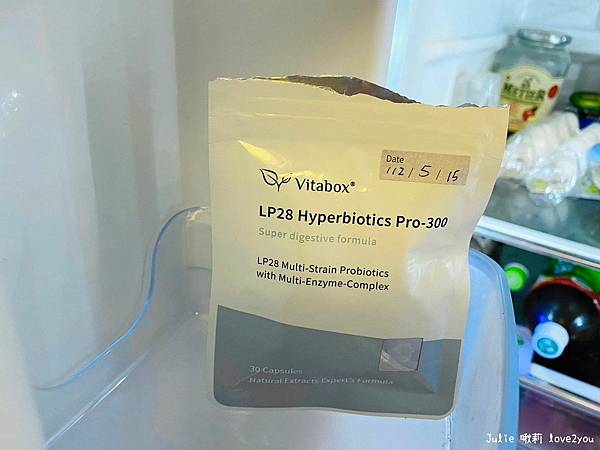 Date
112/5/15
Vitabox®
LP28 Hyperbiotics Pro-300
Super digestive formula
LP28 Multi-Strain Probiotics
with Multi-Enzyme-Complex
30 Capsules
Natural Extracts Expert's Formula
Julie 啾莉 love2you